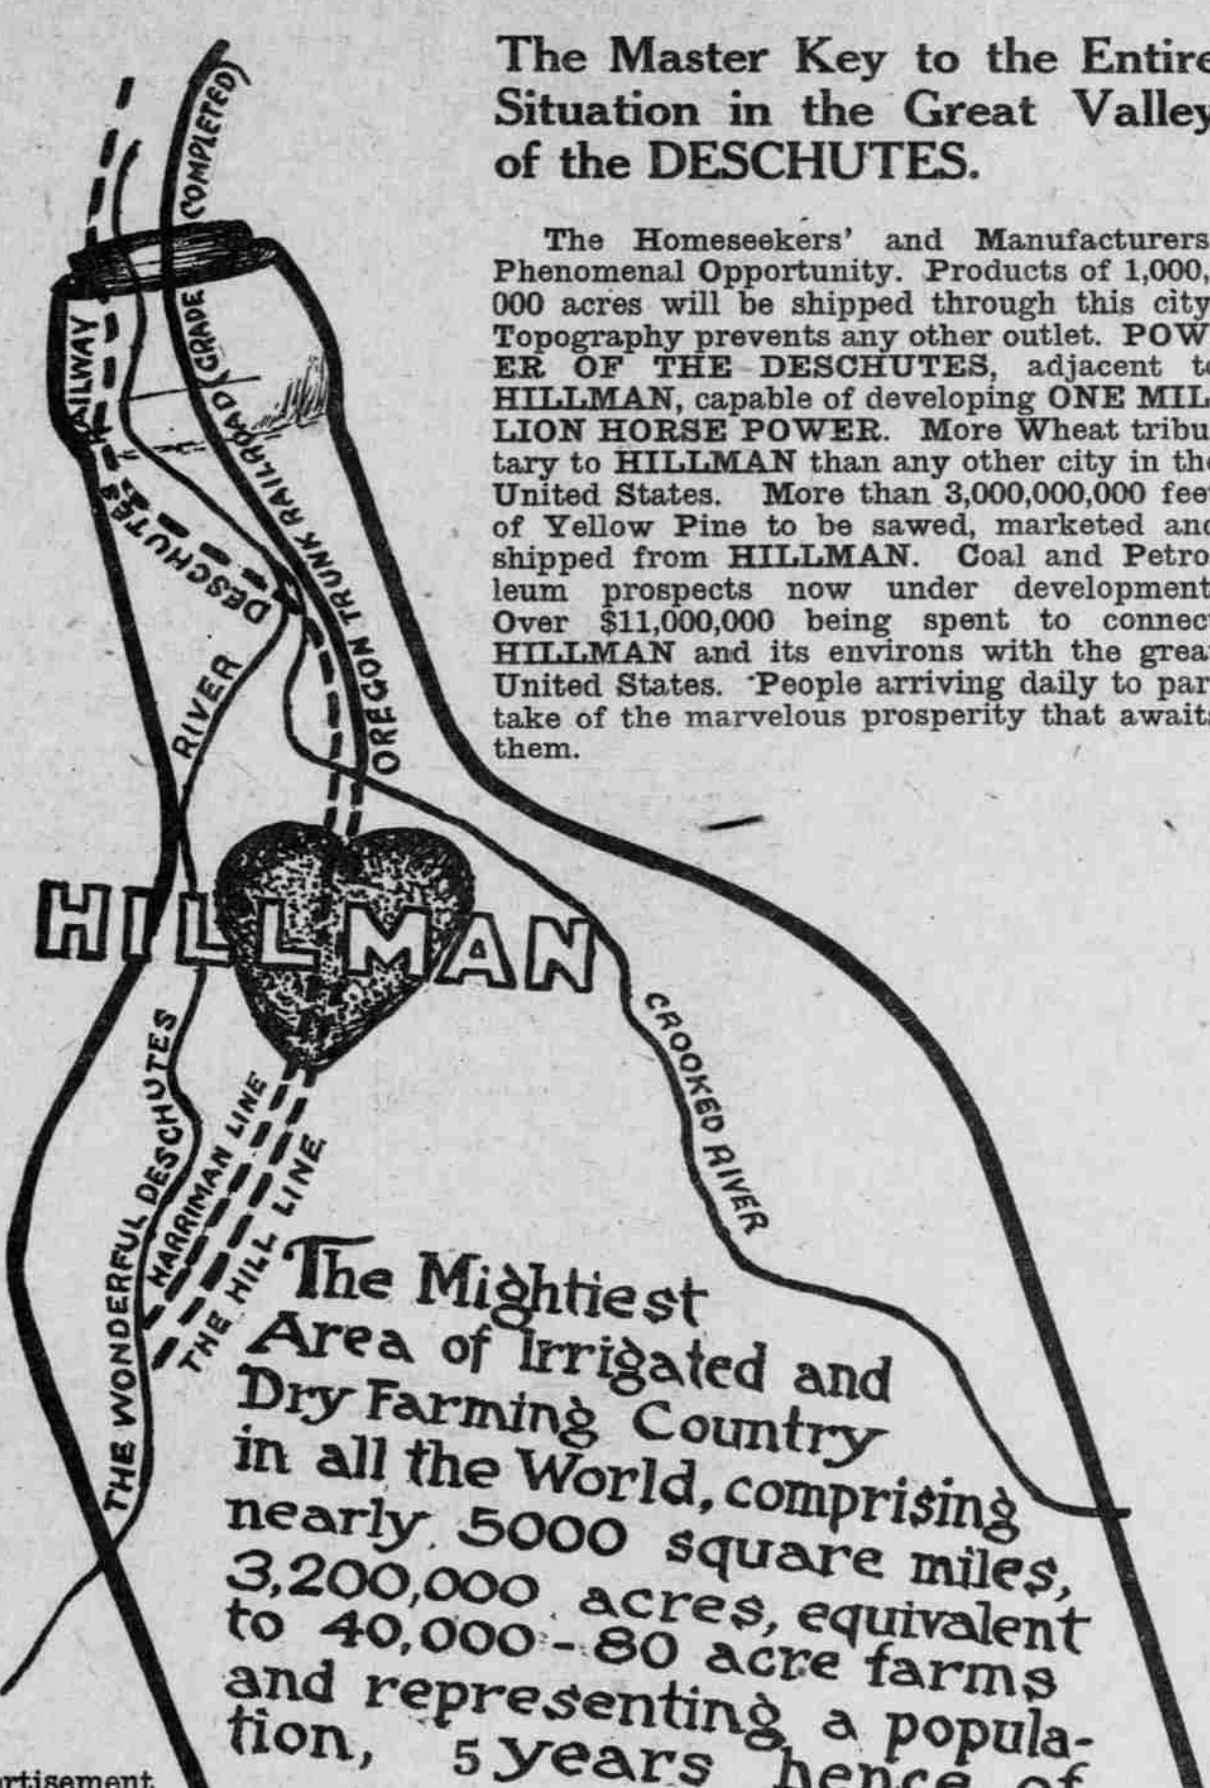 The Master Key to the Entire
Situation in the Great Valley
of the DESCHUTES.
The Homeseekers' and Manufacturers
Phenomenal Opportunity. Products of 1,000,
000 acres will be shipped through this city
Topography prevents any other outlet. POW
ER OF THE DESCHUTES, adjacent to
HILLMAN, capable of developing ONE MIL
LION HORSE POWER. More Wheat tribu
tary to HILLMAN than any other city in the
United States. More than 3,000,000,000 feet
of Yellow Pine to be sawed, marketed and
shipped from HILLMAN. Coal and Petro
leum prospects now under development
Over $11,000,000 being spent to connect
HILLMAN and its environs with the great
United States. People arriving daily to par
take of the marvelous prosperity that awaits
them.
OREGON TRUNK RAILROAD (GRADE COMPLETED)
DESCHUTES RAILWAY
RIVER
HILLMAN
CROOKED RIVER
THE WONDERFUL DESCHUTES
HARRIMAN LINE
THE HILL LINE
The Mightiest
Area of Irrigated and
Dry Farming Country
in all the World, comprising
nearly 5000 square miles,
3,200,000 acres, equivalent
to 40,000-80 acre farms
and representing a popula-
tion, 5 years hence of
rtisement